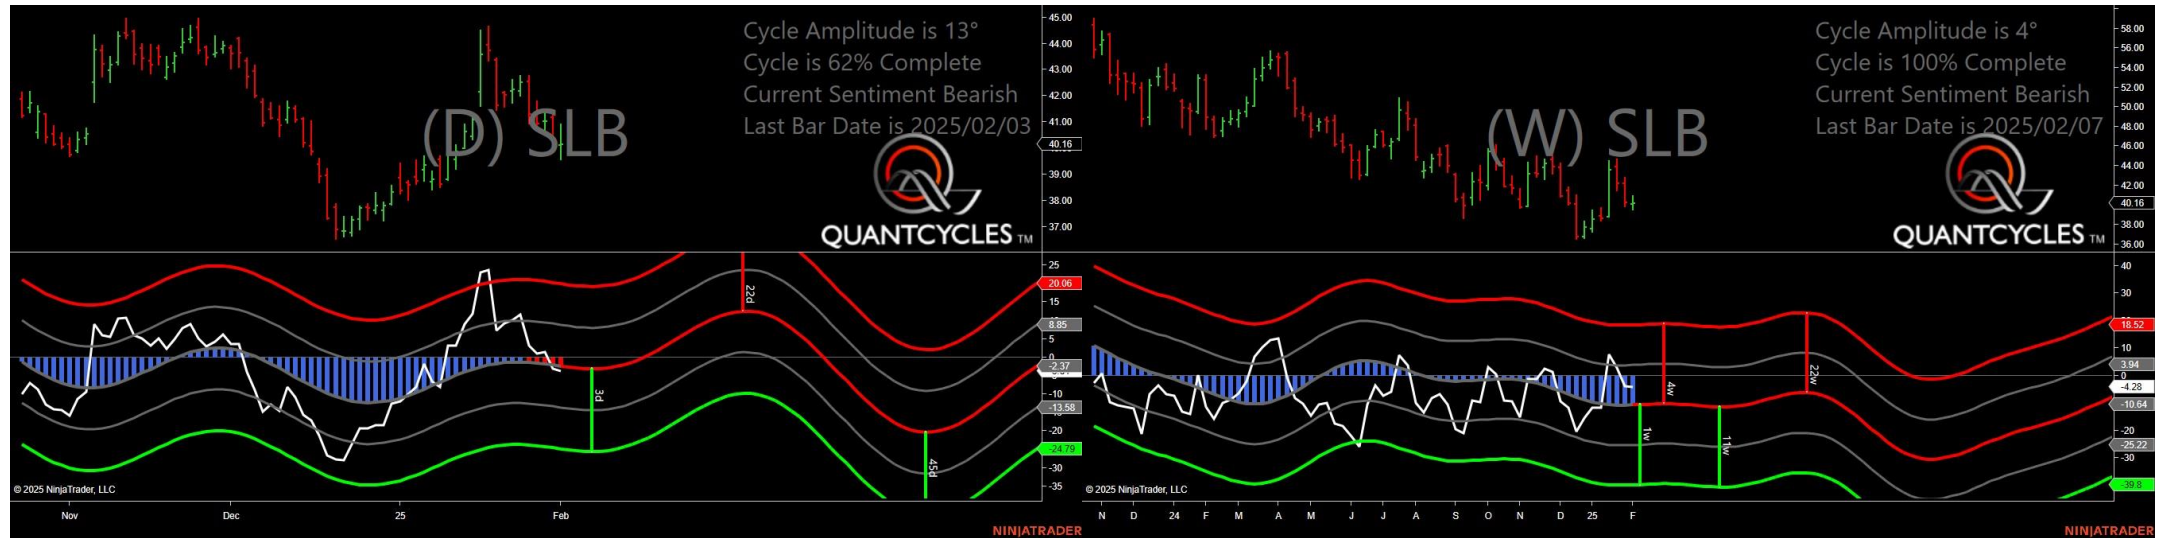 Cycle Amplitude is 13°
Cycle is 62% Complete
Current Sentiment Bearish
Last Bar Date is 2025/02/03
(D) SLB
QUANTCYCLES TM
45.00
44.00
43.00
42.00
41.00
40.16
39.00
38.00
37.00
25
20.06
15
8.85
5
0
-2.37
-10
-13.58
-24.79
-30
-35
22d
3d
45d
© 2025 NinjaTrader, LLC
Nov
Dec
25
Feb
NINJATRADER
Cycle Amplitude is 4°
Cycle is 100% Complete
Current Sentiment Bearish
Last Bar Date is 2025/02/07
(W) SLB
QUANTCYCLES TM
58.00
56.00
54.00
52.00
50.00
48.00
46.00
44.00
42.00
40.16
38.00
36.00
40
30
18.52
10
3.94
0
-4.28
-10.64
-20
-25.22
-30
-39.8
4w
22w
1w
11w
© 2025 NinjaTrader, LLC
N D 24 F M A M J J A S O N D 25 F
NINJATRADER